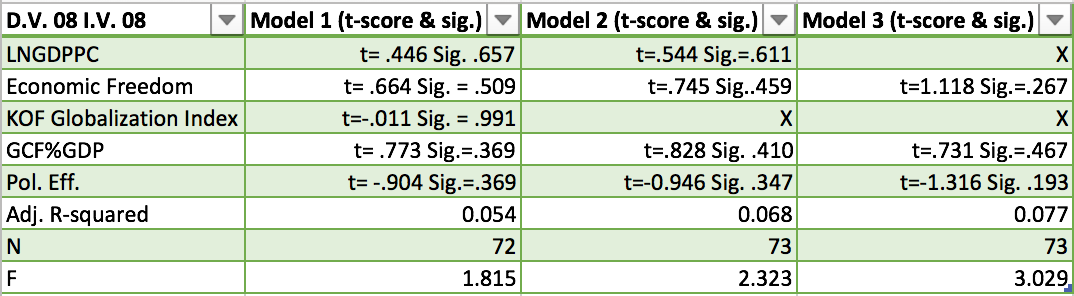 D.V. 08 I.V. 08 Model 1 (t-score & sig.) Model 2 (t-score & sig.) Model 3 (t-score & sig.)
LNGDPPC t= .446 Sig. .657 t=.544 Sig.=.611 X
Economic Freedom t= .664 Sig. = .509 t=.745 Sig..459 t=1.118 Sig.=.267
KOF Globalization Index t=-.011 Sig. = .991 X X
GCF%GDP t= .773 Sig.=.369 t=.828 Sig. .410 t=.731 Sig.=.467
Pol. Eff. t= -.904 Sig.=.369 t=-0.946 Sig. .347 t=-1.316 Sig. .193
Adj. R-squared 0.054 0.068 0.077
N 72 73 73
F 1.815 2.323 3.029